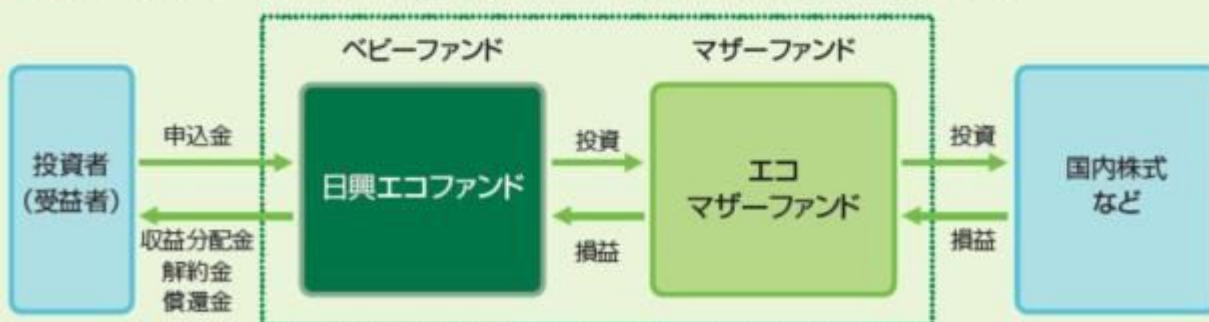 ベビーファンド
マザーファンド
投資者
(受益者)
申込金
収益分配金
解約金
償還金
日興エコファンド
投資
損益
エコ
マザーファンド
投資
損益
国内株式
など